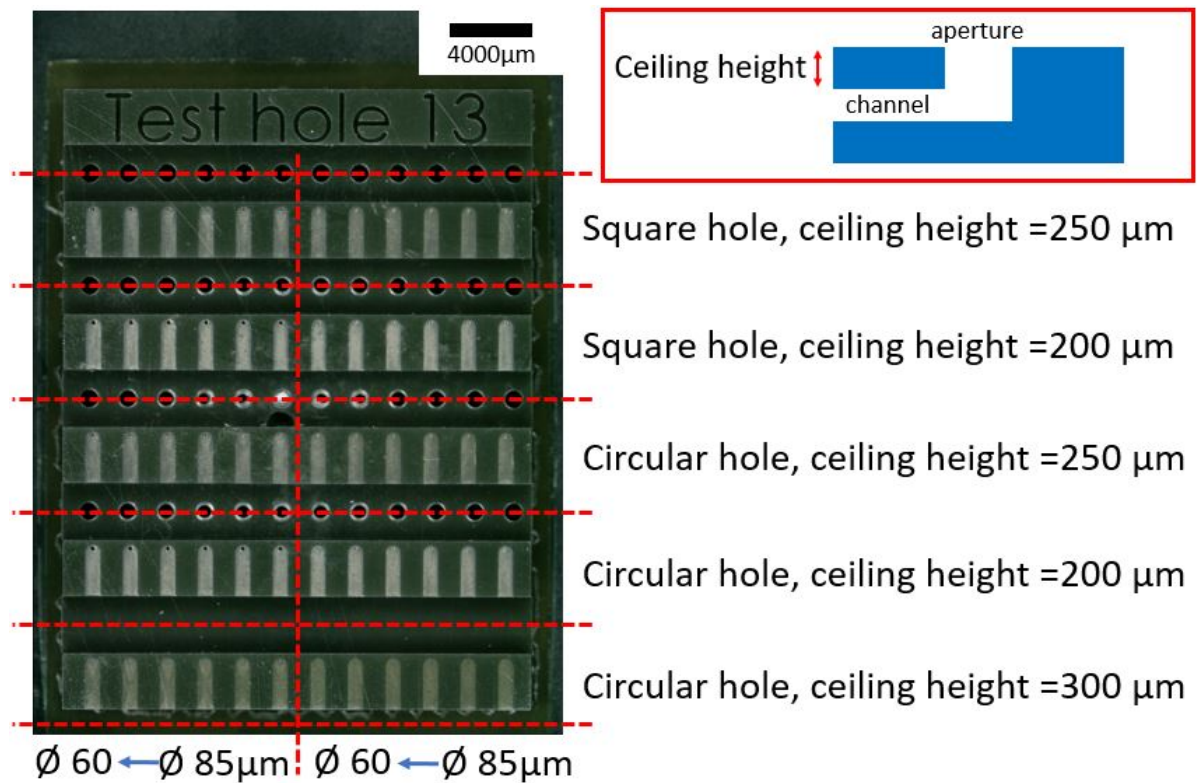 4000µm
Test hole 13
aperture
Ceiling height
channel
Square hole, ceiling height =250 µm
Square hole, ceiling height =200 µm
Circular hole, ceiling height =250 µm
Circular hole, ceiling height =200 µm
Circular hole, ceiling height =300 µm
Ø 60 Ø 85µm Ø 60 Ø 85µm